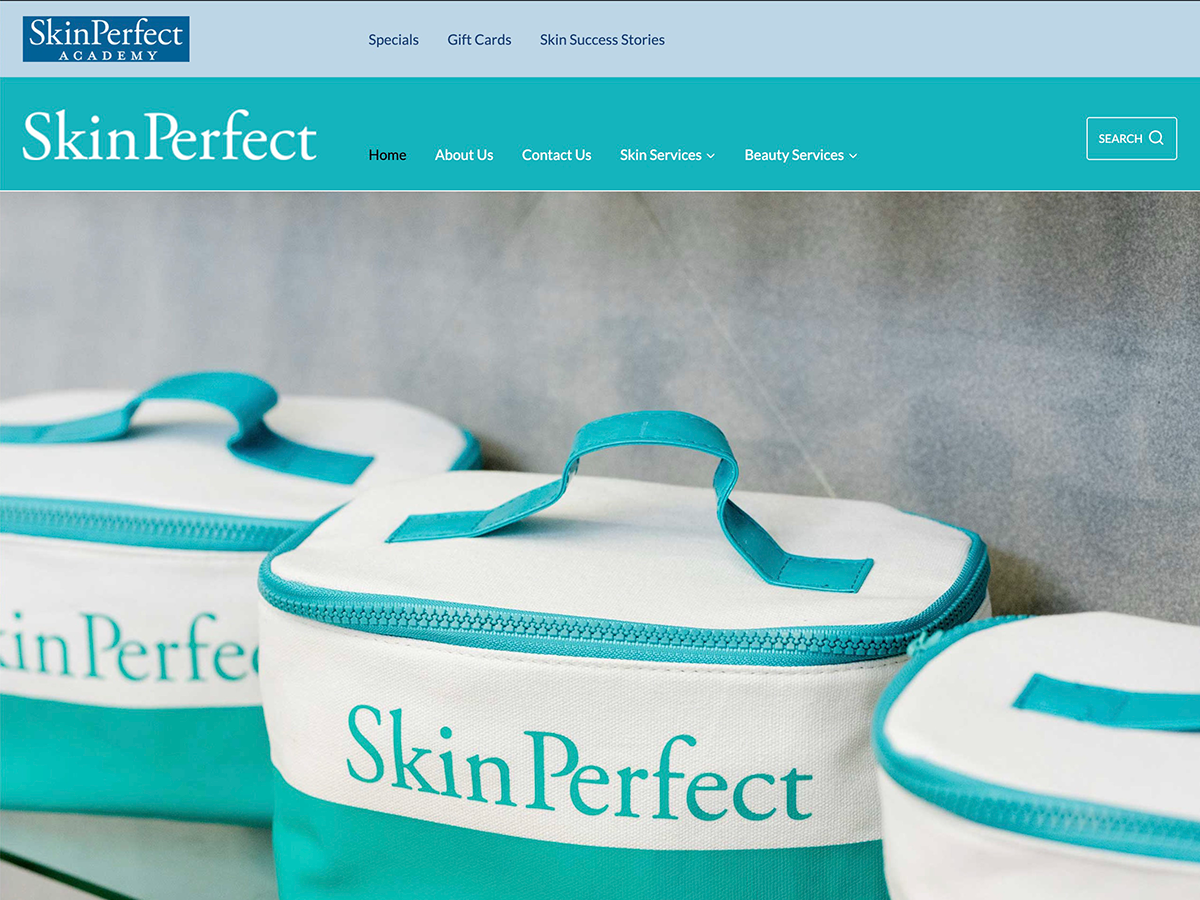 SkinPerfect
ACADEMY
Specials Gift Cards Skin Success Stories
SkinPerfect
Home About Us Contact Us Skin Services Beauty Services
SEARCH
kinPerfec
SkinPerfect